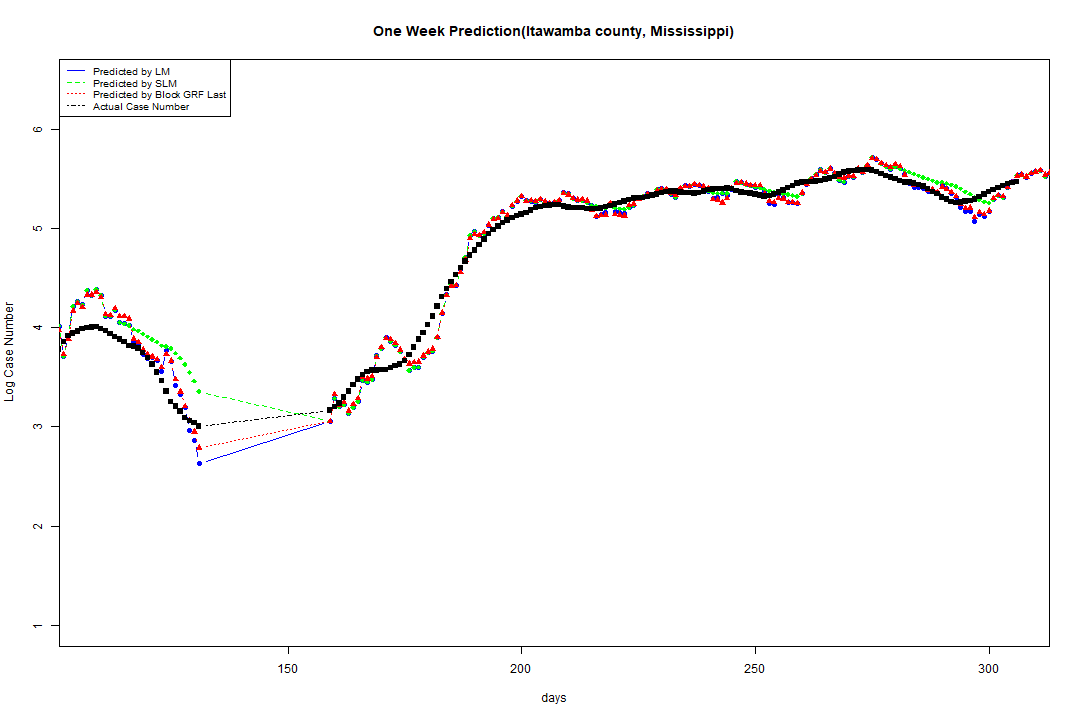 One Week Prediction(Itawamba county, Mississippi)
Predicted by LM
Predicted by SLM
Predicted by Block GRF Last
Actual Case Number
6
5
4
3
2
1
Log Case Number
150 200 250 300
days